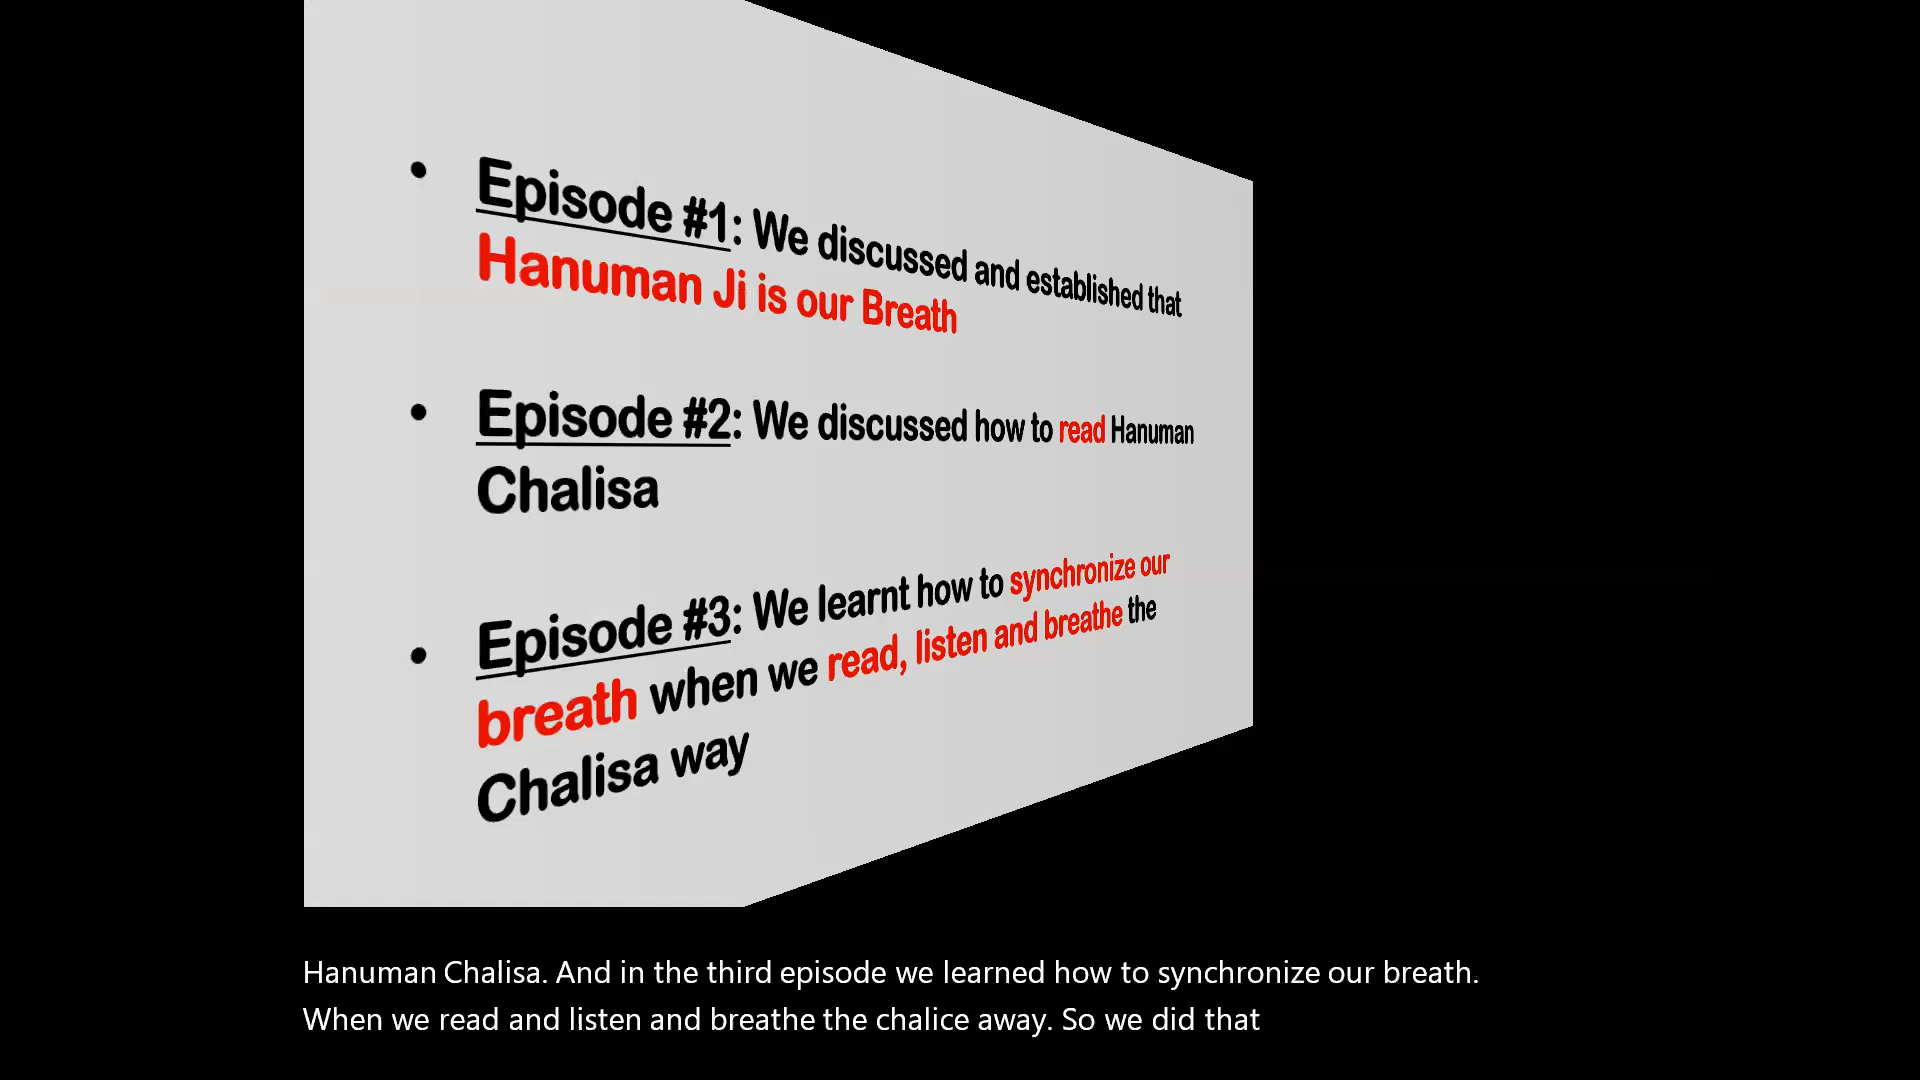 • Episode #1: We discussed and established that
Hanuman Ji is our Breath
• Episode #2: We discussed how to read Hanuman
Chalisa
• Episode #3: We learnt how to synchronize our
breath when we read, listen and breathe the
Chalisa way
Hanuman Chalisa. And in the third episode we learned how to synchronize our breath.
When we read and listen and breathe the chalice away. So we did that